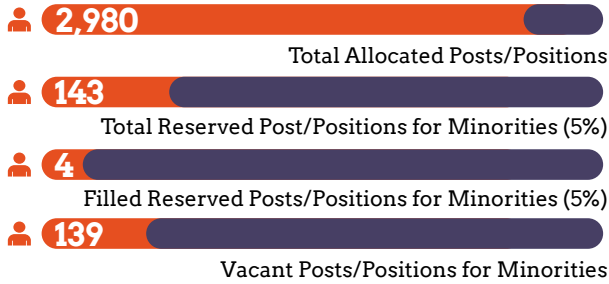 2,980
Total Allocated Posts/Positions
143
Total Reserved Post/Positions for Minorities (5%)
4
Filled Reserved Posts/Positions for Minorities (5%)
139
Vacant Posts/Positions for Minorities